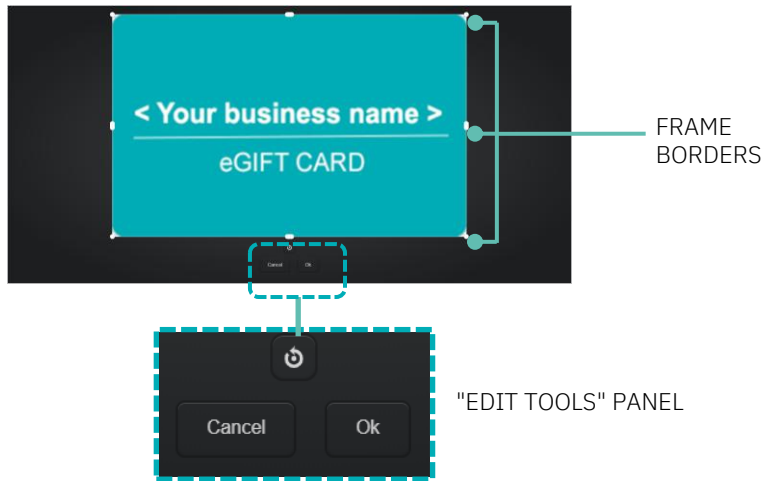 < Your business name >
eGIFT CARD
FRAME
BORDERS
Cancel Ok
Cancel Ok
"EDIT TOOLS" PANEL